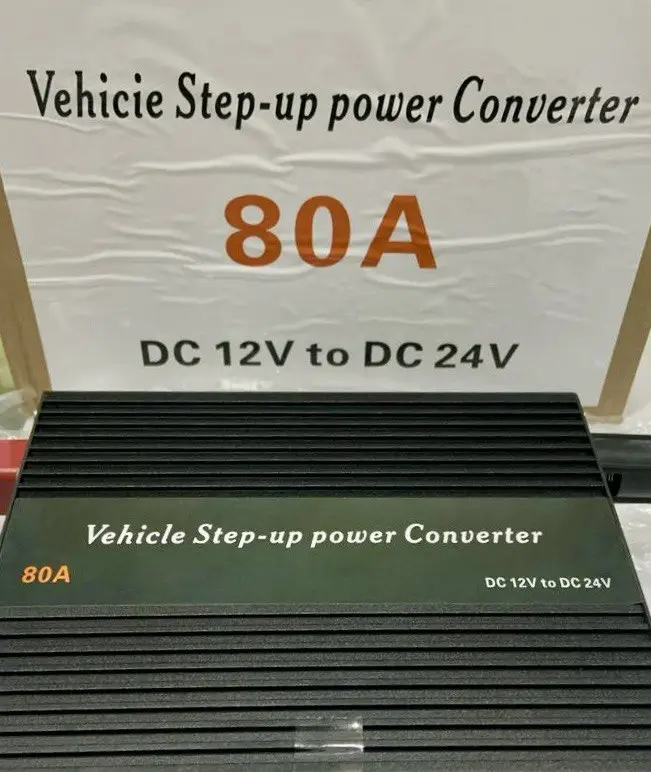 Vehicie Step-up power Converter
80A
DC 12V to DC 24V
Vehicle Step-up power Converter
80A
DC 12V to DC 24V